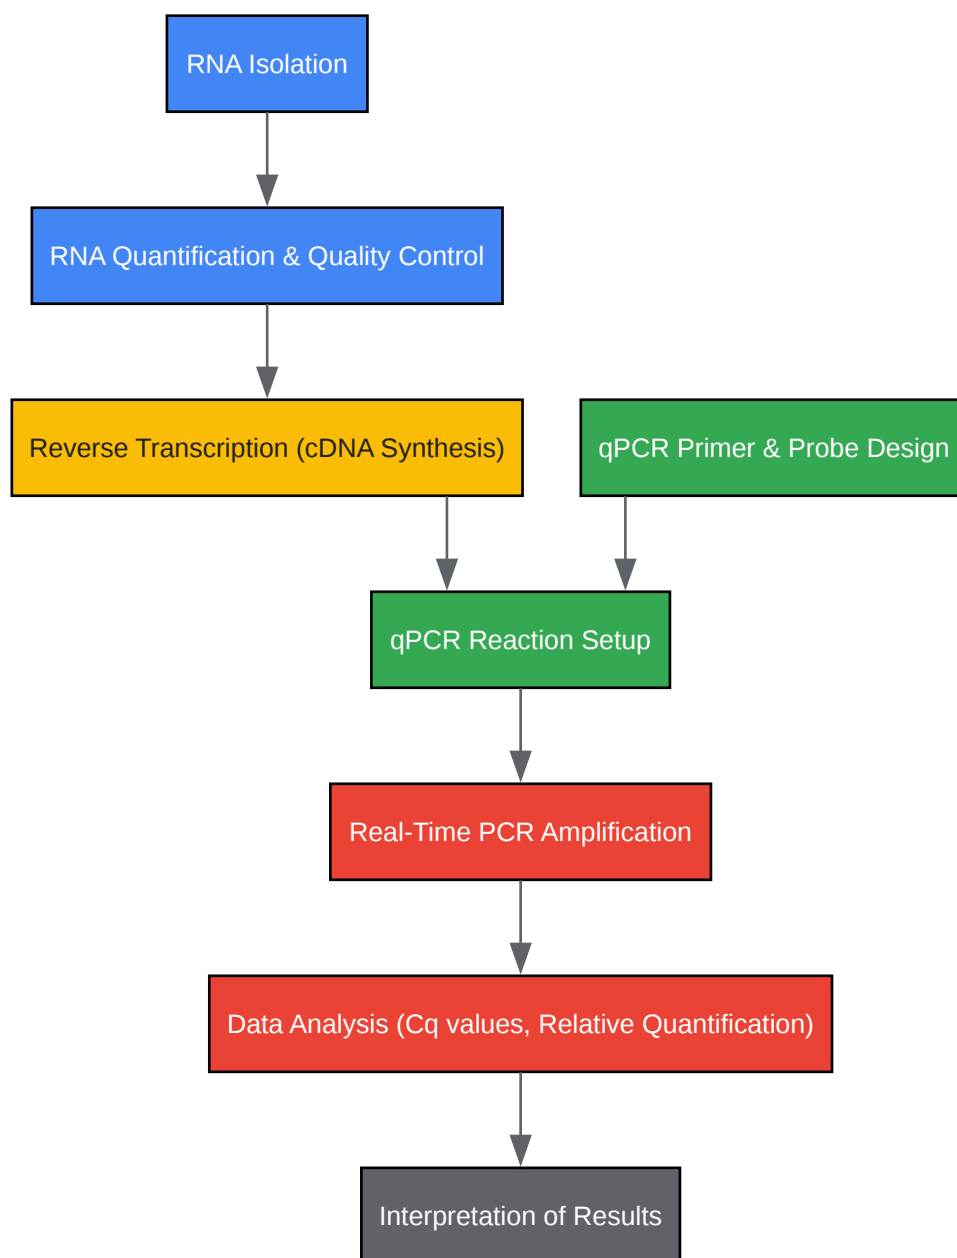 RNA Isolation
RNA Quantification & Quality Control
Reverse Transcription (cDNA Synthesis)
qPCR Primer & Probe Design
qPCR Reaction Setup
Real-Time PCR Amplification
Data Analysis (Cq values, Relative Quantification)
Interpretation of Results